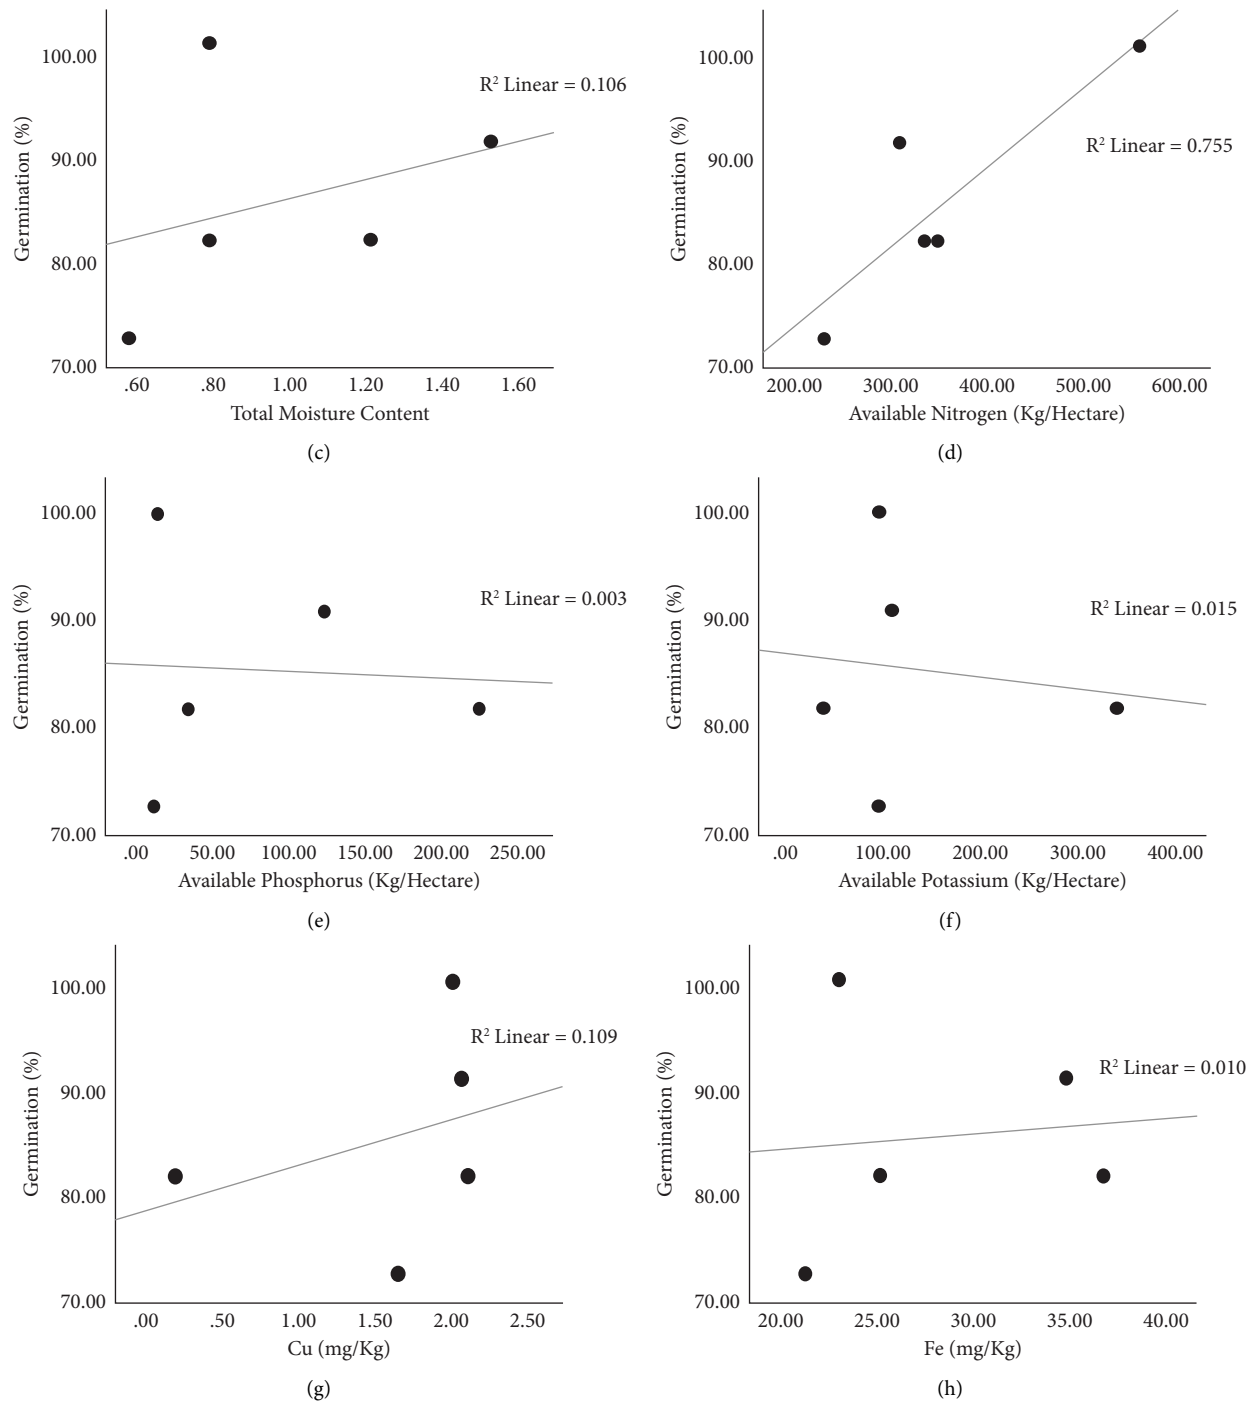 100.00
90.00
80.00
70.00
Germination (%)
R² Linear = 0.106
.60 .80 1.00 1.20 1.40 1.60
Total Moisture Content
(c)
100.00
90.00
80.00
70.00
Germination (%)
R² Linear = 0.755
200.00 300.00 400.00 500.00 600.00
Available Nitrogen (Kg/Hectare)
(d)
100.00
90.00
80.00
70.00
Germination (%)
R² Linear = 0.003
.00 50.00 100.00 150.00 200.00 250.00
Available Phosphorus (Kg/Hectare)
(e)
100.00
90.00
80.00
70.00
Germination (%)
R² Linear = 0.015
.00 100.00 200.00 300.00 400.00
Available Potassium (Kg/Hectare)
(f)
100.00
90.00
80.00
70.00
Germination (%)
R² Linear = 0.109
.00 .50 1.00 1.50 2.00 2.50
Cu (mg/Kg)
(g)
100.00
90.00
80.00
70.00
Germination (%)
R² Linear = 0.010
20.00 25.00 30.00 35.00 40.00
Fe (mg/Kg)
(h)